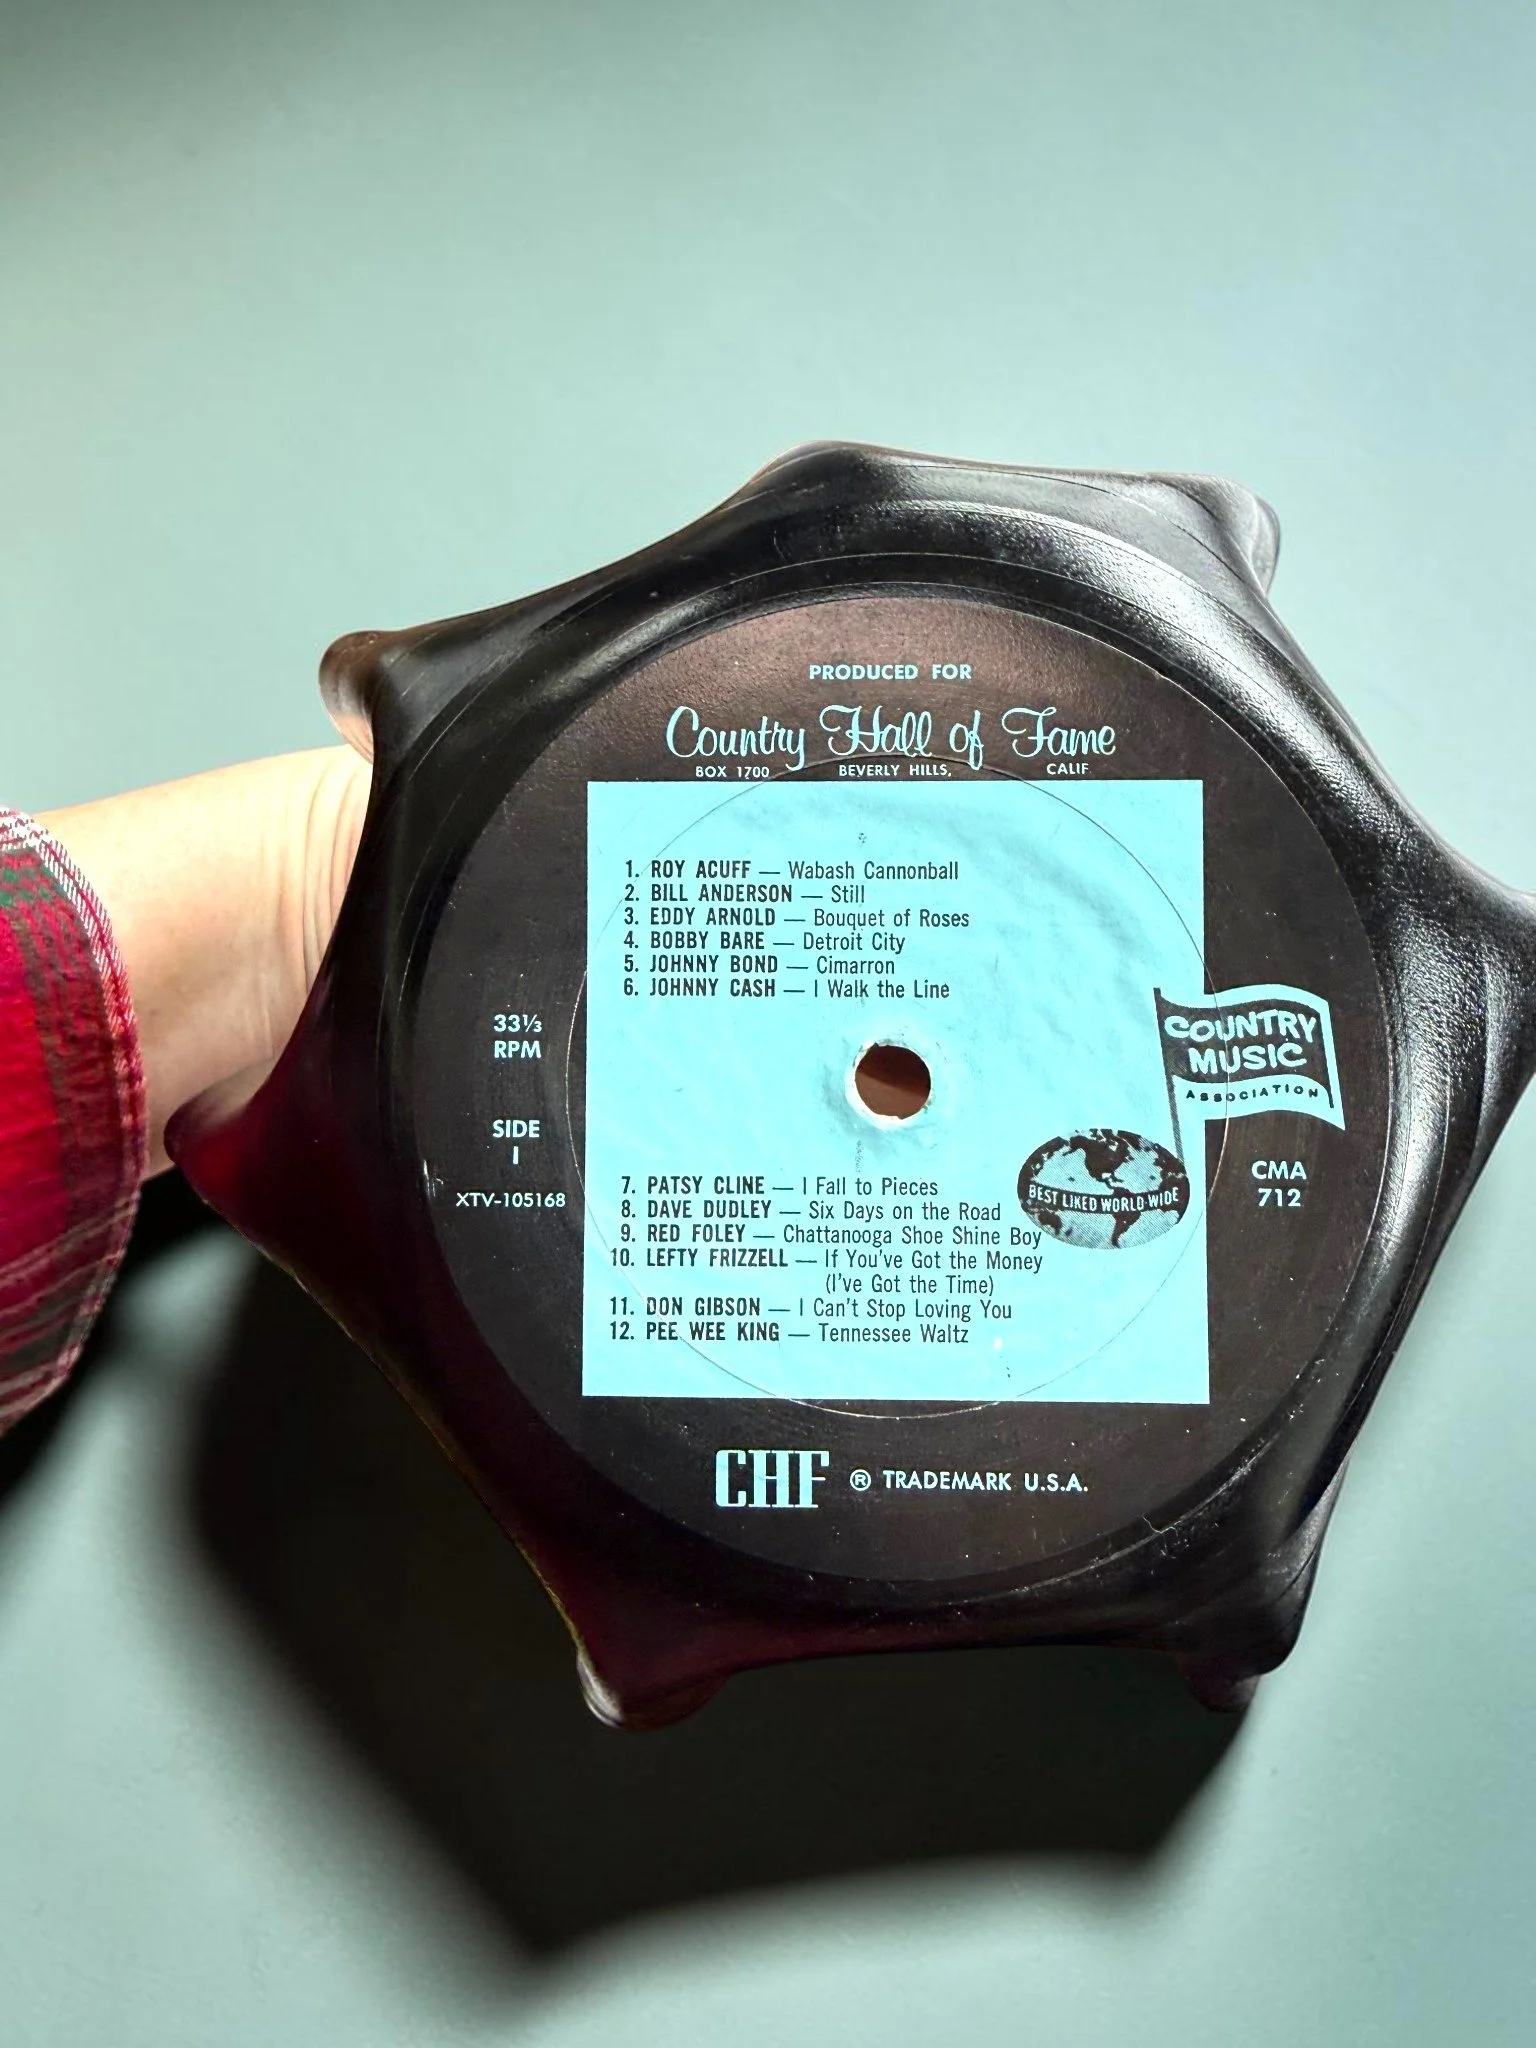 PRODUCED FOR
Country Hall of Fame
BOX 1700 BEVERLY HILLS, CALIF.
1. ROY ACUFF — Wabash Cannonball
2. BILL ANDERSON — Still
3. EDDY ARNOLD — Bouquet of Roses
4. BOBBY BARE — Detroit City
5. JOHNNY BOND — Cimarron
6. JOHNNY CASH — I Walk the Line
33⅓
RPM
SIDE
1
XTV-105168
COUNTRY
MUSIC
ASSOCIATION
BEST LIKED WORLD-WIDE
CMA
712
7. PATSY CLINE — I Fall to Pieces
8. DAVE DUDLEY — Six Days on the Road
9. RED FOLEY — Chattanooga Shoe Shine Boy
10. LEFTY FRIZZELL — If You've Got the Money
(I've Got the Time)
11. DON GIBSON — I Can't Stop Loving You
12. PEE WEE KING — Tennessee Waltz
CHF ® TRADEMARK U.S.A.